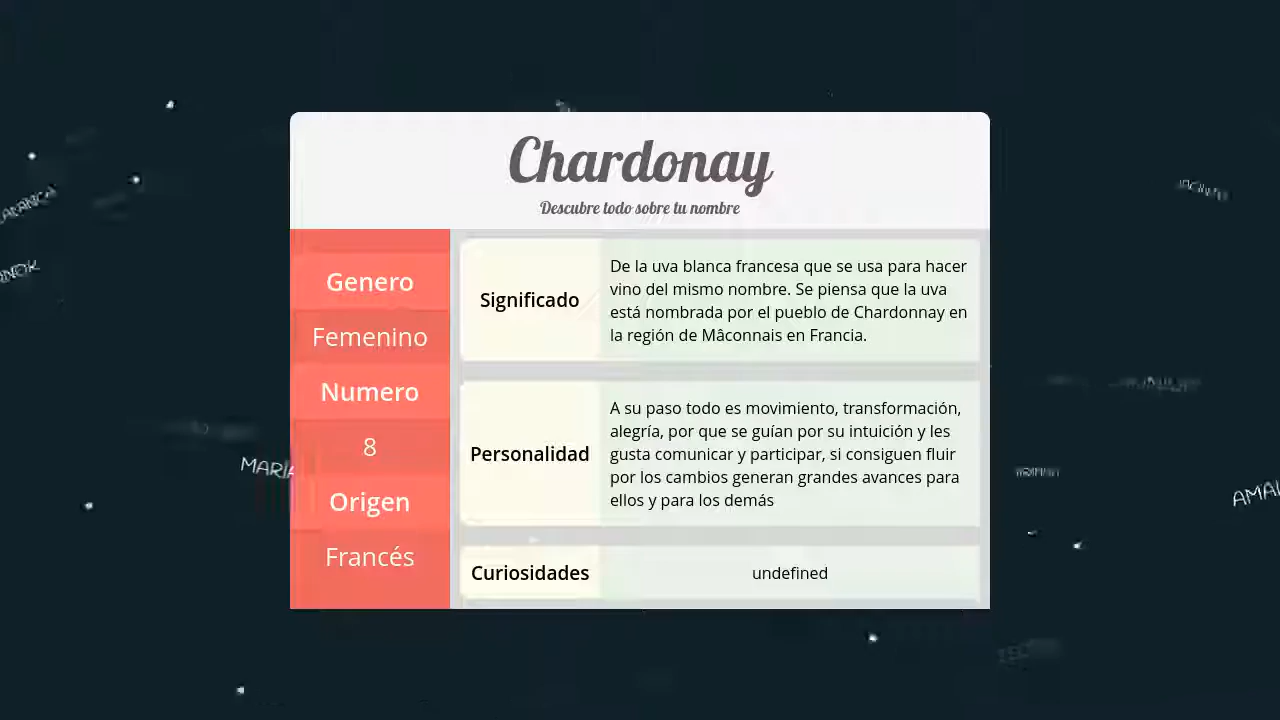 Chardonay
Descubre todo sobre tu nombre
Genero
Femenino
Numero
8
Origen
Francés
Significado
De la uva blanca francesa que se usa para hacer
vino del mismo nombre. Se piensa que la uva
está nombrada por el pueblo de Chardonnay en
la región de Mâconnais en Francia.
Personalidad
A su paso todo es movimiento, transformación,
alegría, por que se guían por su intuición y les
gusta comunicar y participar, si consiguen fluir
por los cambios generan grandes avances para
ellos y para los demás
Curiosidades
undefined
MARIA